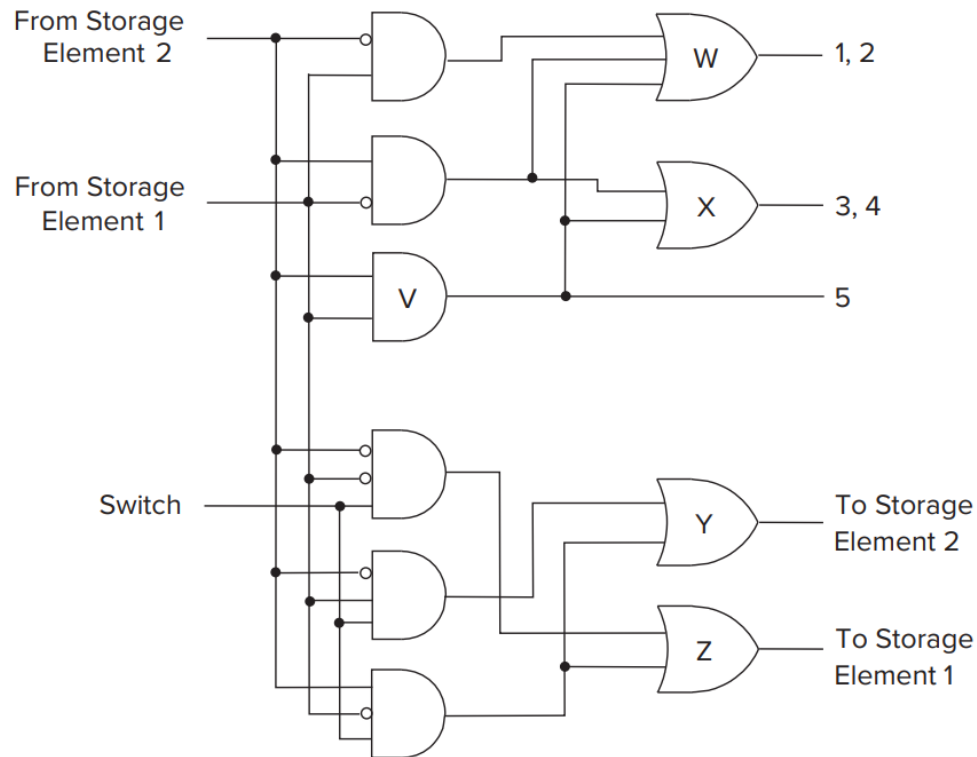 From Storage
Element 2
W
1, 2
From Storage
Element 1
X
3, 4
V
5
Switch
Y
To Storage
Element 2
Z
To Storage
Element 1